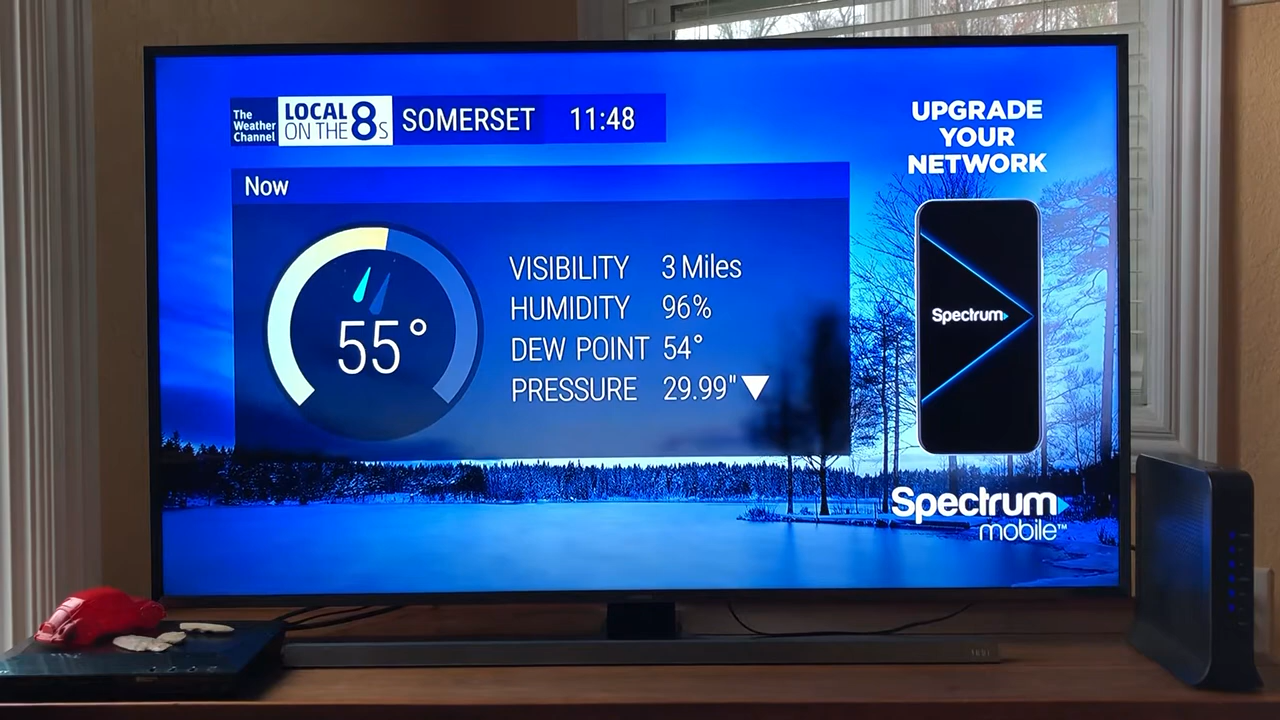 The
Weather
Channel
LOCAL
ON THE 8s
SOMERSET 11:48
Now
55°
VISIBILITY 3 Miles
HUMIDITY 96%
DEW POINT 54°
PRESSURE 29.99"
UPGRADE
YOUR
NETWORK
Spectrum
Spectrum
mobile™